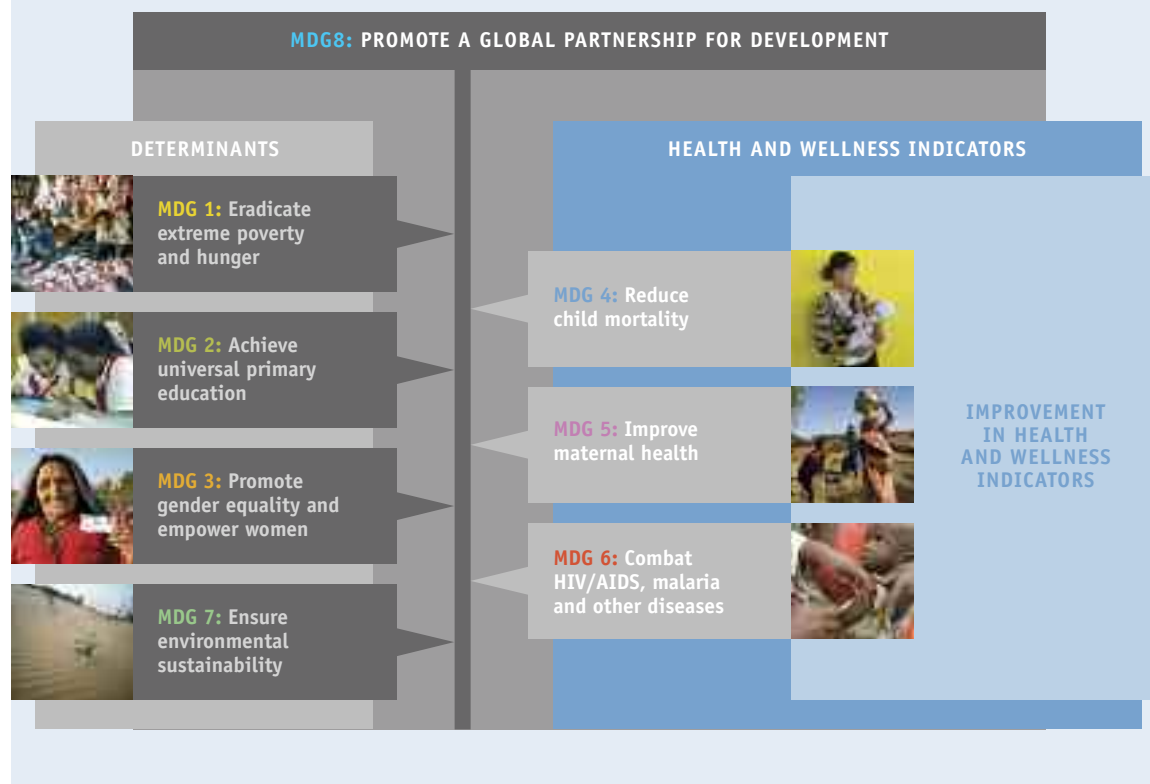 MDG8: PROMOTE A GLOBAL PARTNERSHIP FOR DEVELOPMENT
DETERMINANTS
MDG 1: Eradicate
extreme poverty
and hunger
MDG 2: Achieve
universal primary
education
MDG 3: Promote
gender equality and
empower women
MDG 7: Ensure
environmental
sustainability
HEALTH AND WELLNESS INDICATORS
MDG 4: Reduce
child mortality
MDG 5: Improve
maternal health
MDG 6: Combat
HIV/AIDS, malaria
and other diseases
IMPROVEMENT
IN HEALTH
AND WELLNESS
INDICATORS